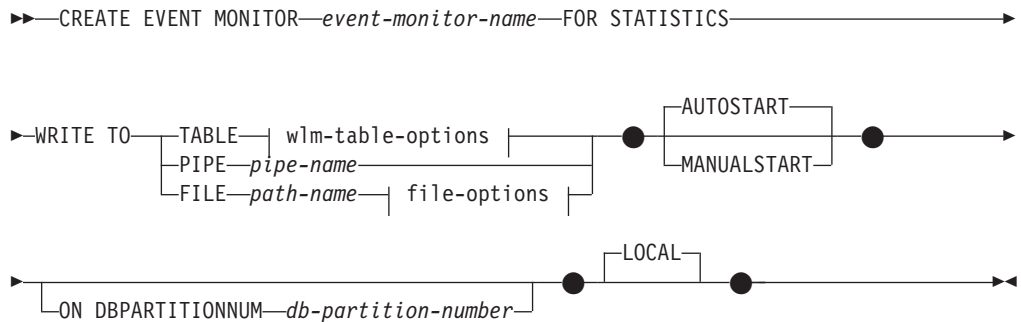 CREATE EVENT MONITOR event-monitor-name FOR STATISTICS
AUTOSTART
WRITE TO TABLE wlm-table-options
PIPE pipe-name MANUALSTART
FILE path-name file-options
LOCAL
ON DBPARTITIONNUM db-partition-number